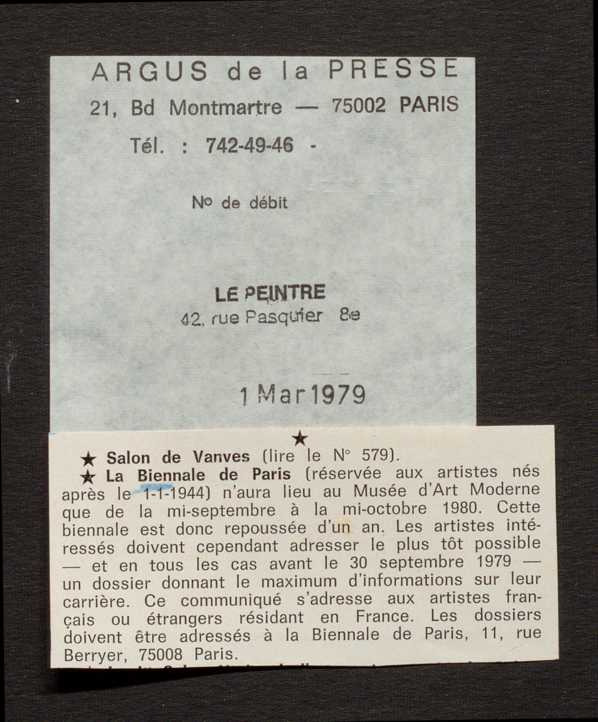 ARGUS de la PRESSE
21, Bd Montmartre — 75002 PARIS
Tél. : 742-49-46 -
No de débit
LE PEINTRE
42, rue Pasquier 8e
1 Mar 1979
★
★ Salon de Vanves (lire le N° 579).
★ La Biennale de Paris (réservée aux artistes nés
après le 1-1-1944) n'aura lieu au Musée d'Art Moderne
que de la mi-septembre à la mi-octobre 1980. Cette
biennale est donc repoussée d'un an. Les artistes inté-
ressés doivent cependant adresser le plus tôt possible
— et en tous les cas avant le 30 septembre 1979 —
un dossier donnant le maximum d'informations sur leur
carrière. Ce communiqué s'adresse aux artistes fran-
çais ou étrangers résidant en France. Les dossiers
doivent être adressés à la Biennale de Paris, 11, rue
Berryer, 75008 Paris.